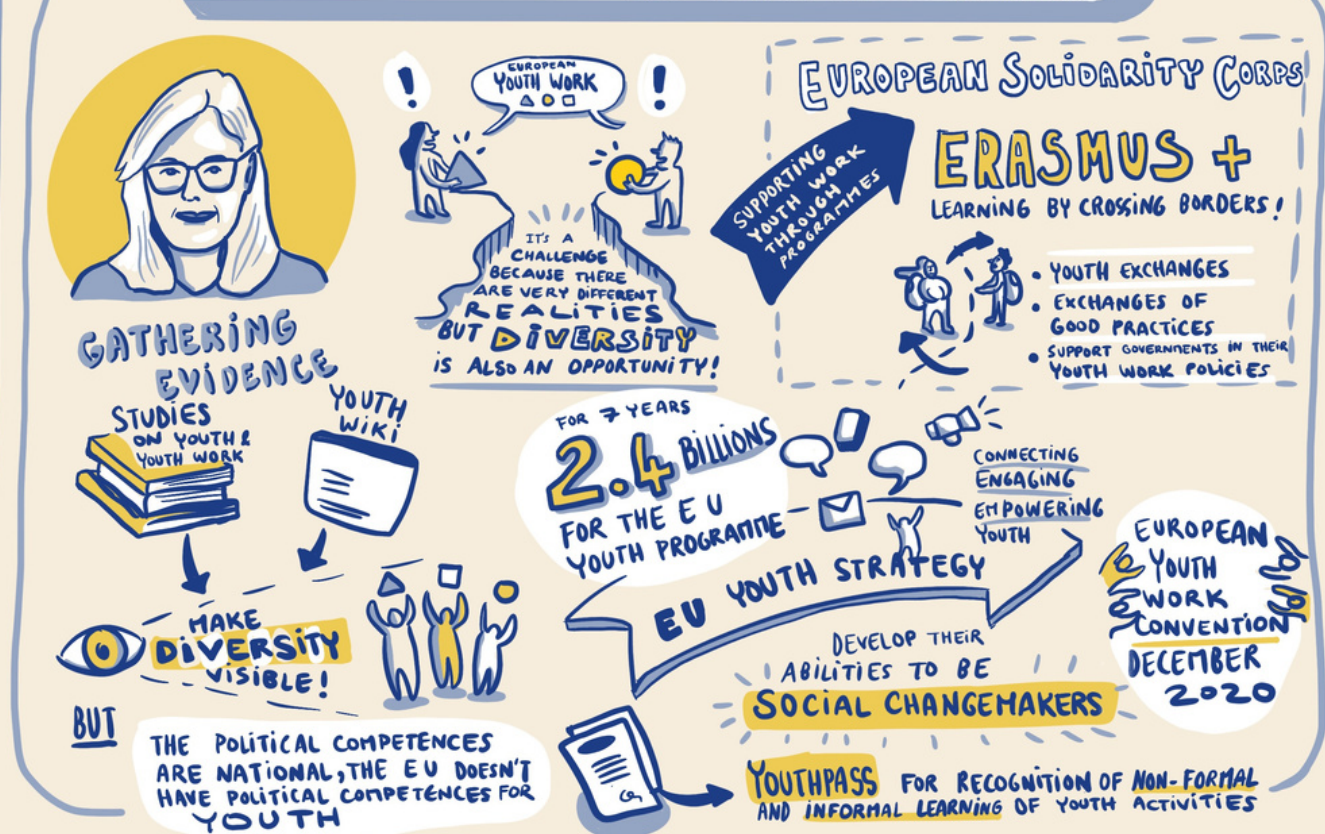 GATHERING
EVIDENCE
STUDIES
ON YOUTH &
YOUTH WORK
YOUTH
WIKI
MAKE
DIVERSITY
VISIBLE!
BUT
THE POLITICAL COMPETENCES
ARE NATIONAL, THE EU DOESN'T
HAVE POLITICAL COMPETENCES FOR
YOUTH
!
EUROPEAN
YOUTH WORK
!
IT'S A
CHALLENGE
BECAUSE THERE
ARE VERY DIFFERENT
REALITIES
BUT DIVERSITY
IS ALSO AN OPPORTUNITY!
SUPPORTING
YOUTH WORK
THROUGH
PROGRAMMES
EUROPEAN SOLIDARITY CORPS
ERASMUS +
LEARNING BY CROSSING BORDERS!
• YOUTH EXCHANGES
• EXCHANGES OF
GOOD PRACTICES
• SUPPORT GOVERNMENTS IN THEIR
YOUTH WORK POLICIES
FOR 7 YEARS
2.4 BILLIONS
FOR THE EU
YOUTH PROGRAMME
CONNECTING
ENGAGING
EMPOWERING
YOUTH
EU YOUTH STRATEGY
DEVELOP THEIR
ABILITIES TO BE
SOCIAL CHANGEMAKERS
EUROPEAN
YOUTH
WORK
CONVENTION
DECEMBER
2020
YOUTHPASS FOR RECOGNITION OF NON-FORMAL
AND INFORMAL LEARNING OF YOUTH ACTIVITIES